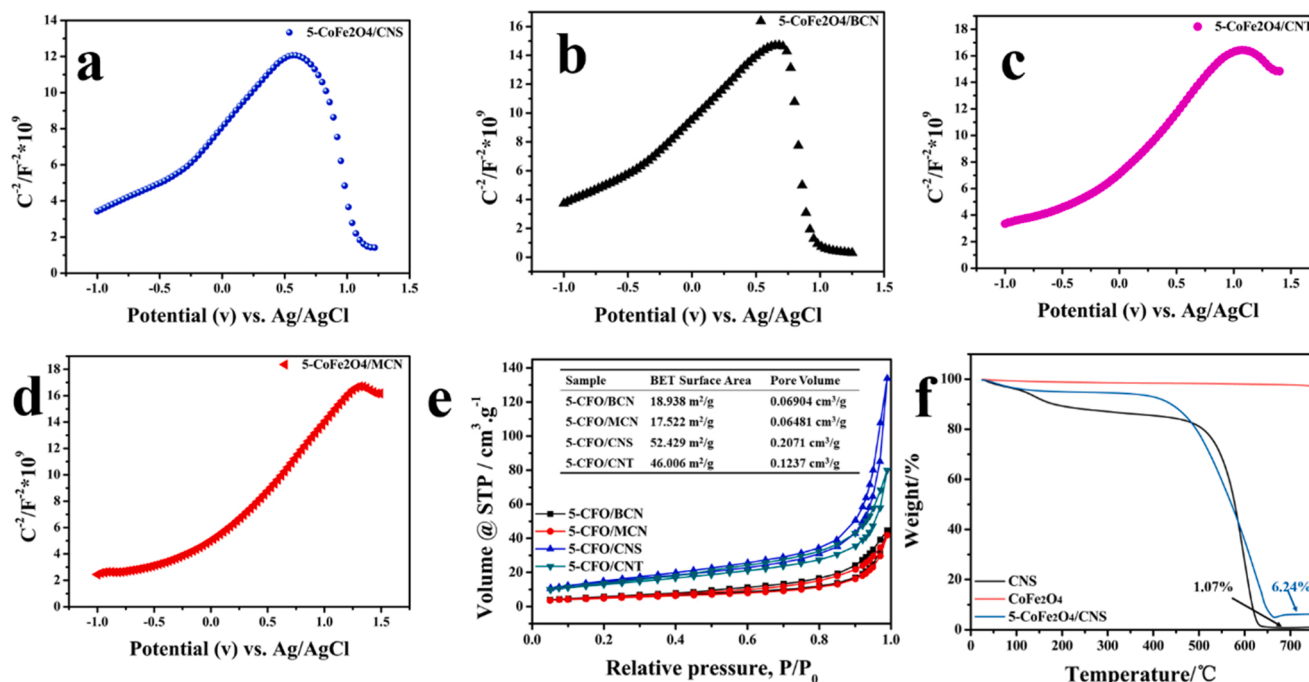 a
5-CoFe2O4/CNS
C⁻²/F⁻²*10⁹
14
12
10
8
6
4
2
0
-1.0 -0.5 0.0 0.5 1.0 1.5
Potential (v) vs. Ag/AgCl
b
5-CoFe2O4/BCN
C⁻²/F⁻²*10⁹
16
14
12
10
8
6
4
2
0
-1.0 -0.5 0.0 0.5 1.0 1.5
Potential (v) vs. Ag/AgCl
c
5-CoFe2O4/CNT
C⁻²/F⁻²*10⁹
18
16
14
12
10
8
6
4
2
0
-1.0 -0.5 0.0 0.5 1.0 1.5
Potential (v) vs. Ag/AgCl
d
5-CoFe2O4/MCN
C⁻²/F⁻²*10⁹
18
16
14
12
10
8
6
4
2
0
-1.0 -0.5 0.0 0.5 1.0 1.5
Potential (v) vs. Ag/AgCl
e
Volume @ STP / cm³.g⁻¹
140
120
100
80
60
40
20
0
Sample BET Surface Area Pore Volume
5-CFO/BCN 18.938 m²/g 0.06904 cm³/g
5-CFO/MCN 17.522 m²/g 0.06481 cm³/g
5-CFO/CNS 52.429 m²/g 0.2071 cm³/g
5-CFO/CNT 46.006 m²/g 0.1237 cm³/g
5-CFO/BCN
5-CFO/MCN
5-CFO/CNS
5-CFO/CNT
0.0 0.2 0.4 0.6 0.8 1.0
Relative pressure, P/P₀
f
Weight/%
100
80
60
40
20
0
1.07%
6.24%
CNS
CoFe₂O₄
5-CoFe₂O₄/CNS
0 100 200 300 400 500 600 700
Temperature/℃